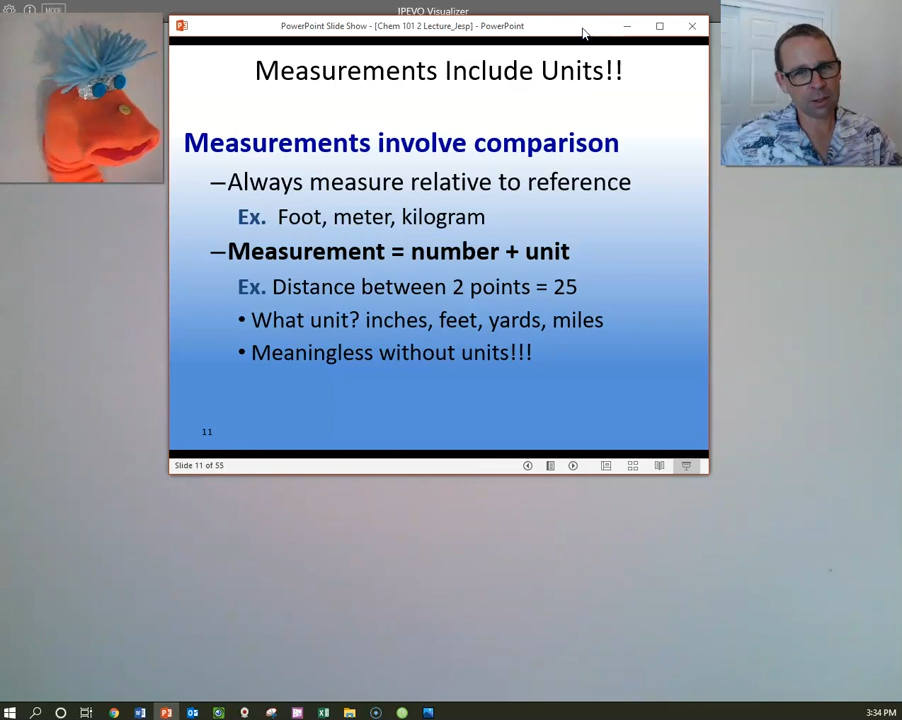 MODE
IPEVO Visualizer
PowerPoint Slide Show - [Chem 101 2 Lecture_Jesp] - PowerPoint
Measurements Include Units!!
Measurements involve comparison
–Always measure relative to reference
Ex. Foot, meter, kilogram
–Measurement = number + unit
Ex. Distance between 2 points = 25
• What unit? inches, feet, yards, miles
• Meaningless without units!!!
11
Slide 11 of 55
3:34 PM